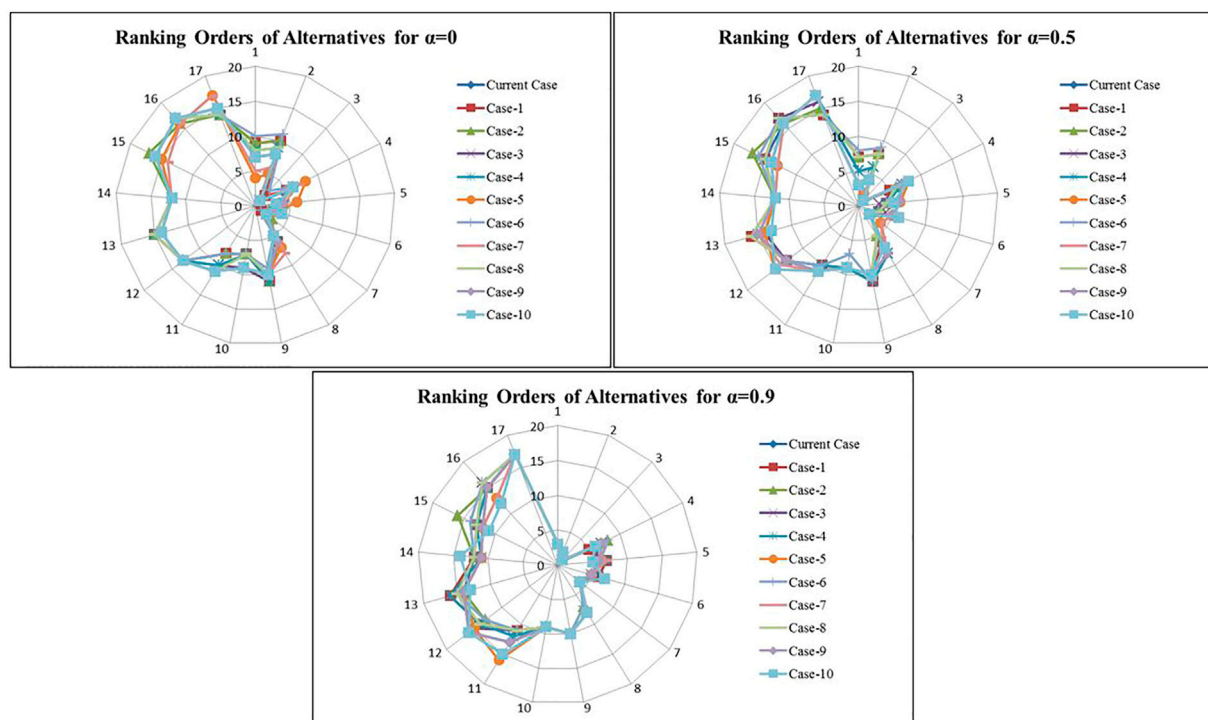 Ranking Orders of Alternatives for α=0
1
2
3
4
5
6
7
8
9
10
11
12
13
14
15
16
17
20
15
10
5
0
Current Case
Case-1
Case-2
Case-3
Case-4
Case-5
Case-6
Case-7
Case-8
Case-9
Case-10
Ranking Orders of Alternatives for α=0.5
1
2
3
4
5
6
7
8
9
10
11
12
13
14
15
16
17
20
15
10
5
0
Current Case
Case-1
Case-2
Case-3
Case-4
Case-5
Case-6
Case-7
Case-8
Case-9
Case-10
Ranking Orders of Alternatives for α=0.9
1
2
3
4
5
6
7
8
9
10
11
12
13
14
15
16
17
20
15
10
5
0
Current Case
Case-1
Case-2
Case-3
Case-4
Case-5
Case-6
Case-7
Case-8
Case-9
Case-10